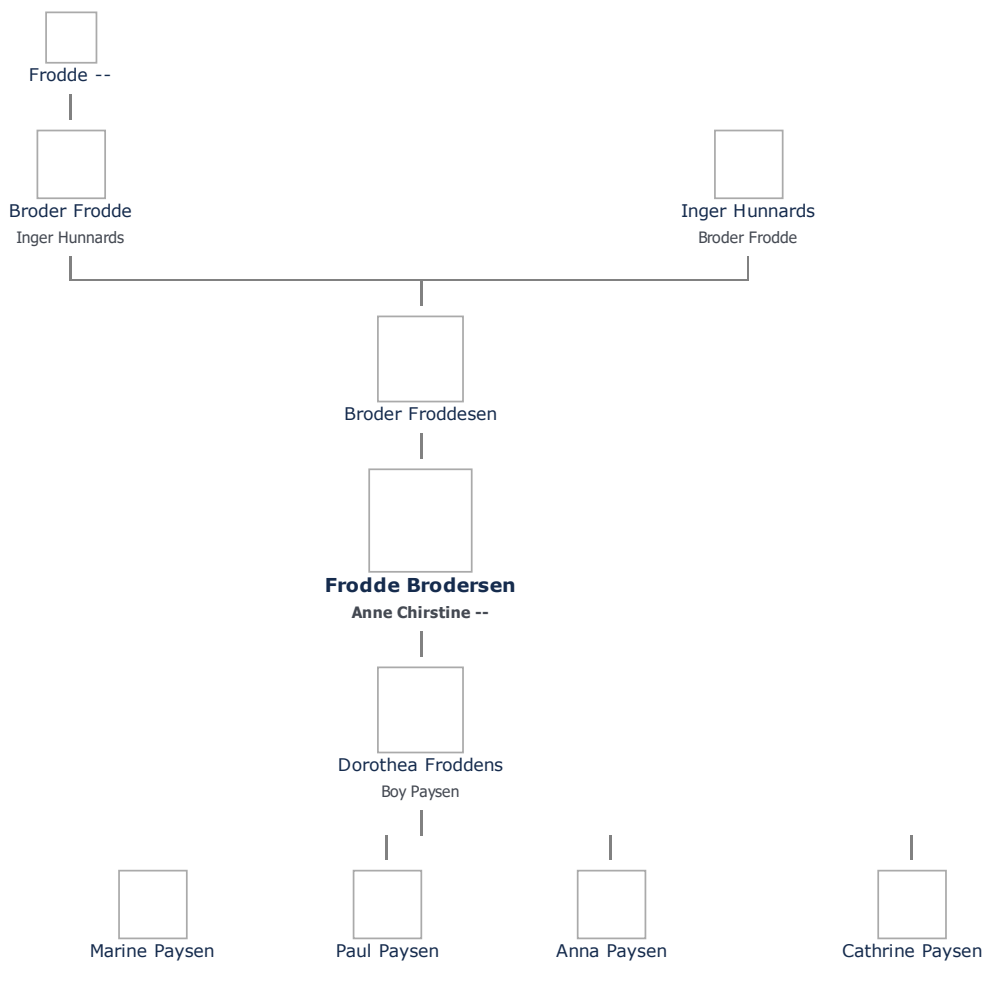 Frodde --
Broder Frodde
Inger Hunnards
Inger Hunnards
Broder Frodde
Broder Froddesen
Frodde Brodersen
Anne Chirstine --
Dorothea Froddens
Boy Paysen
Marine Paysen
Paul Paysen
Anna Paysen
Cathrine Paysen